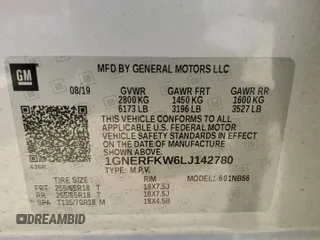 GM
MFD BY GENERAL MOTORS LLC
08/19 GVWR GAWR FRT GAWR RR
2800 KG 1450 KG 1600 KG
6173 LB 3196 LB 3527 LB
THIS VEHICLE CONFORMS TO ALL
APPLICABLE U.S. FEDERAL MOTOR
VEHICLE SAFETY STANDARDS IN EFFECT
ON THE DATE OF MANUFACTURE
SHOWN ABOVE.
1GNERFKW6LJ142780
TYPE: M.P.V. MODEL: 601NB56
TIRE SIZE RIM
FRT 255/65R18 T 18X7.5J
RR 255/65R18 T 18X7.5J
SP T135/70R18 M 18X4.5B
DREAMBID